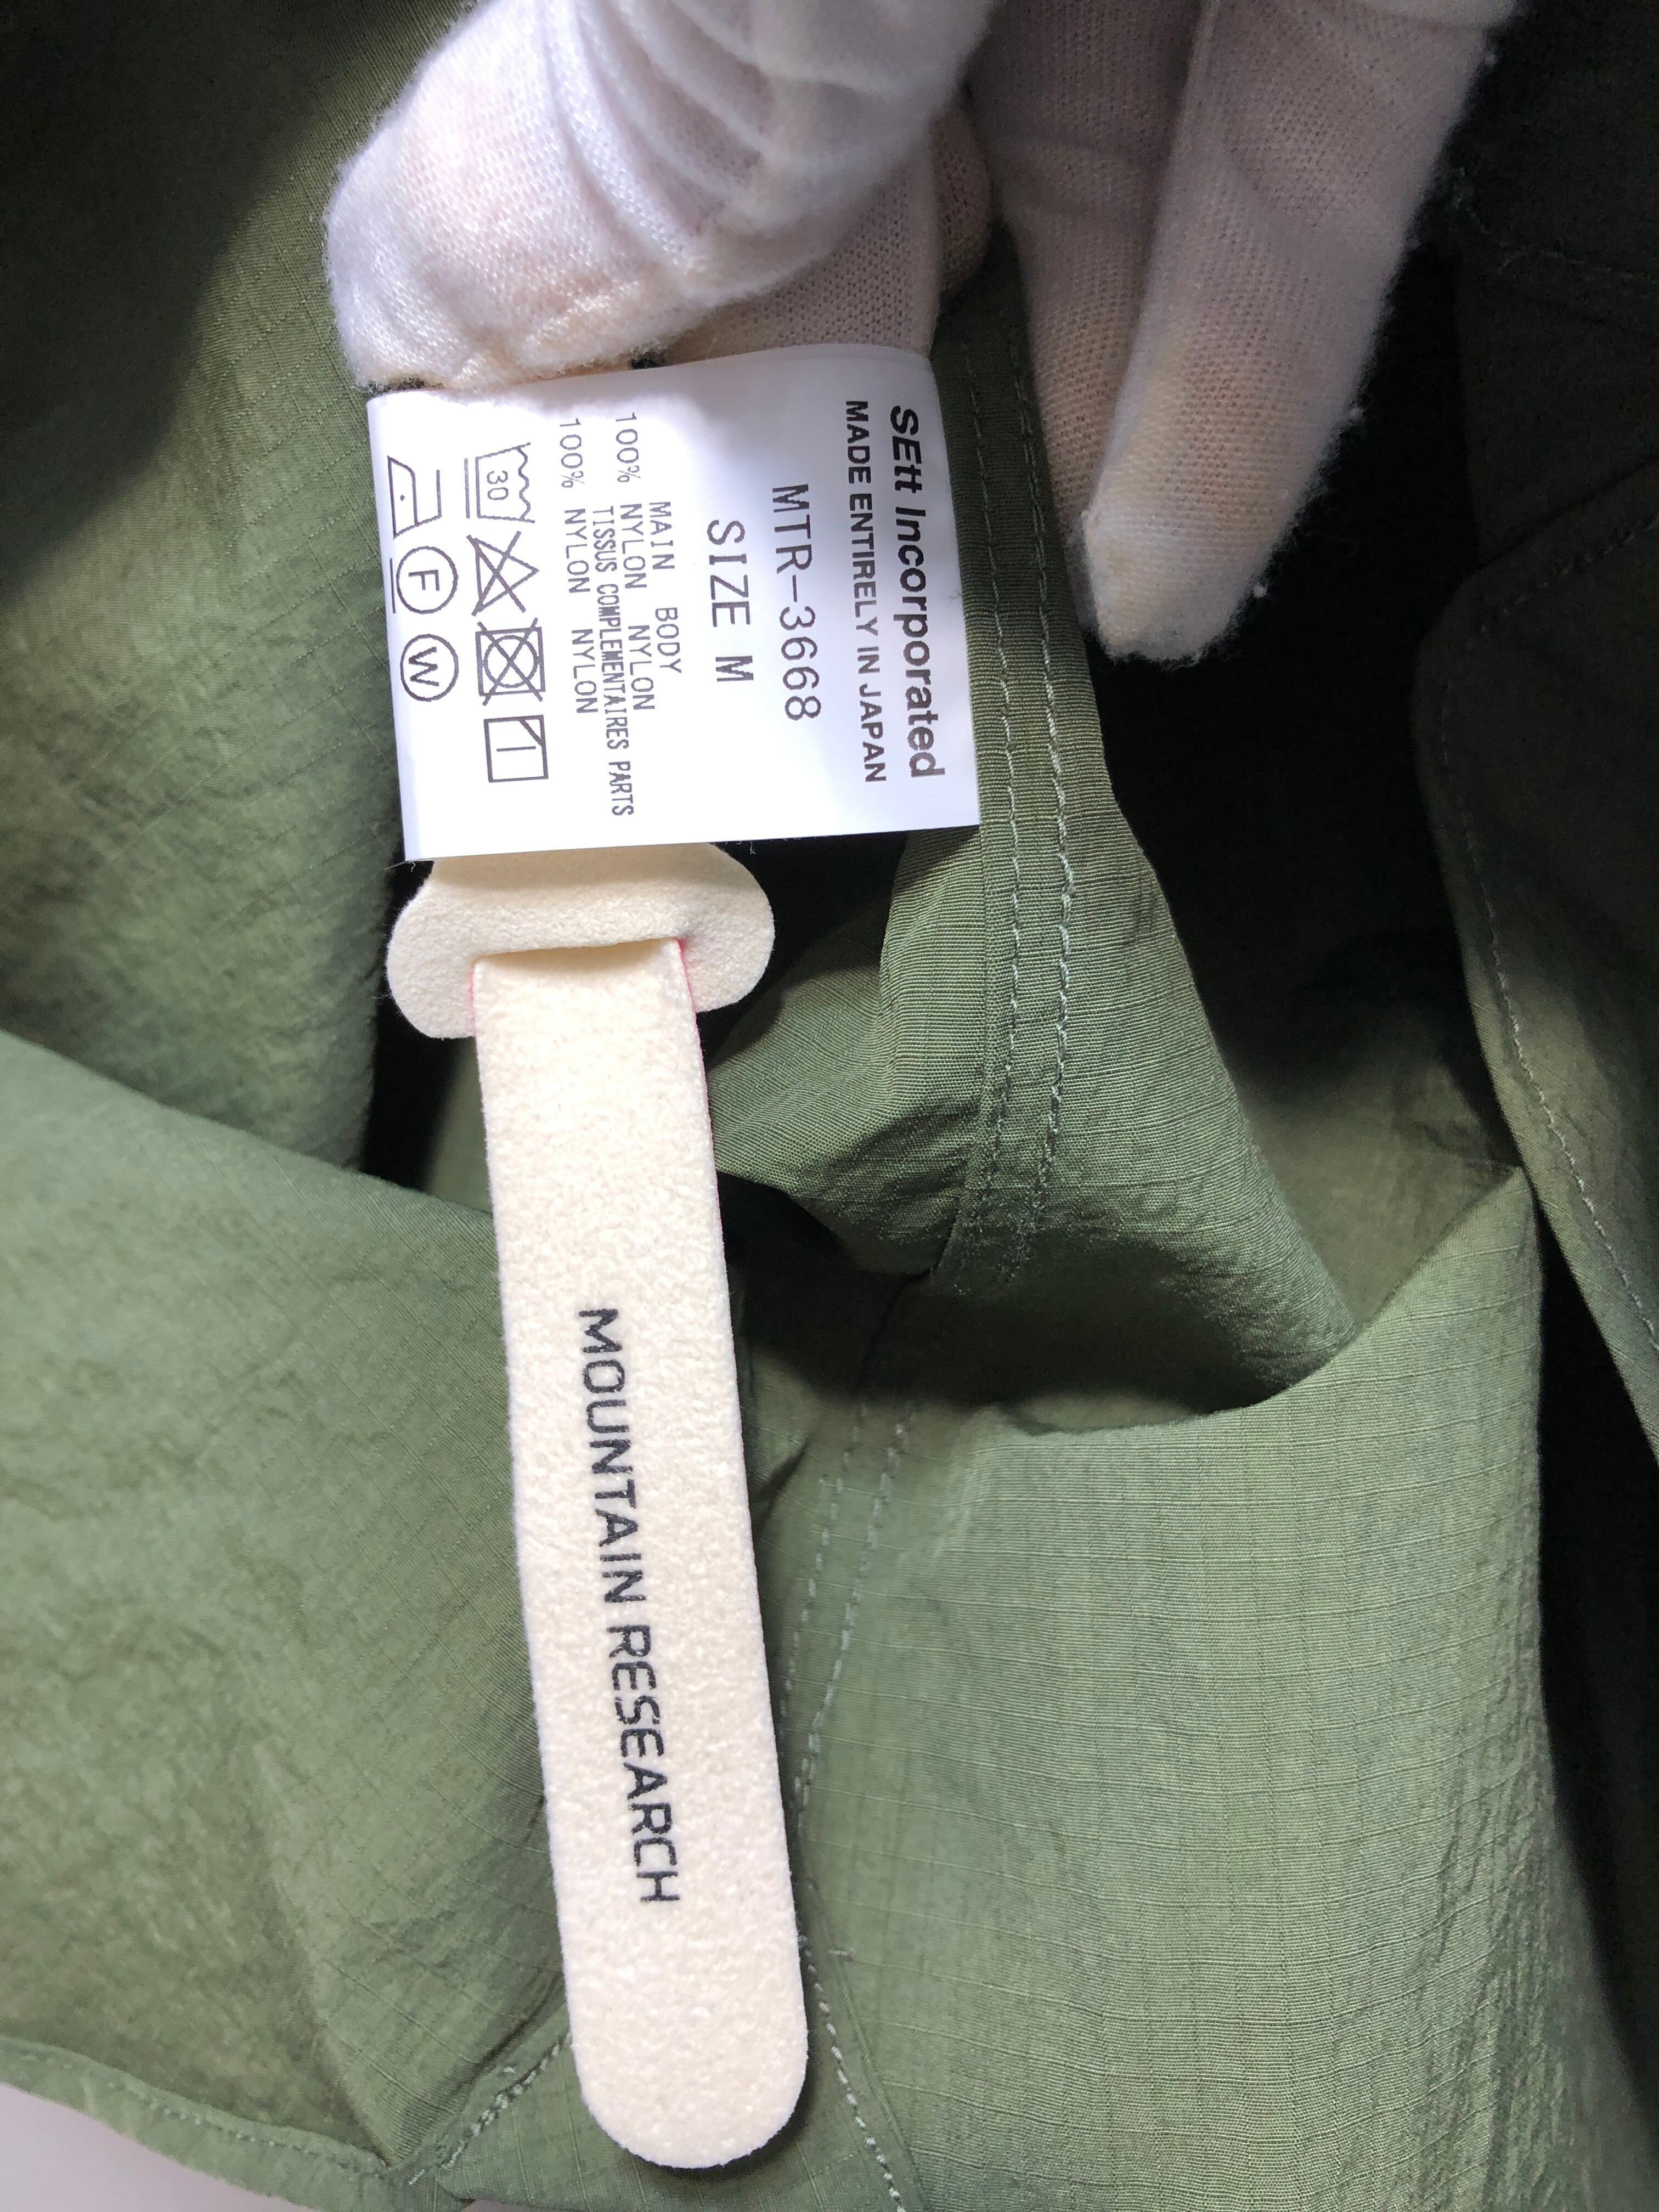 SETT Incorporated
MADE ENTIRELY IN JAPAN
MTR-3668
SIZE M
MAIN BODY
100% NYLON NYLON
TISSUS COMPLEMENTAIRES PARTS
100% NYLON NYLON
30
F W
MOUNTAIN RESEARCH